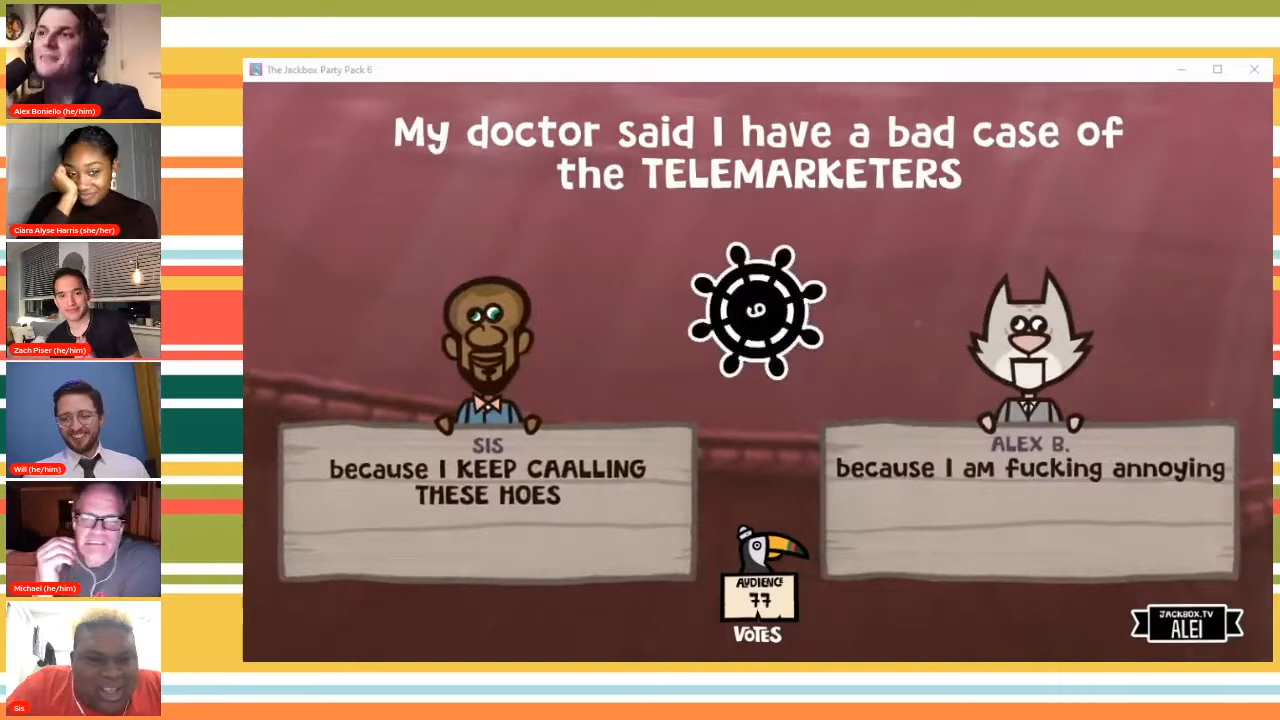 Alex Boniello (he/him)
Ciara Alyse Harris (she/her)
Zach Piser (he/him)
Will (he/him)
Michael (he/him)
Sis
The Jackbox Party Pack 6
My doctor said I have a bad case of
the TELEMARKETERS
6
SIS
because I KEEP CAALLING
THESE HOES
ALEX B.
because I am fucking annoying
AUDIENCE
77
VOTES
JACKBOX.TV
ALEI